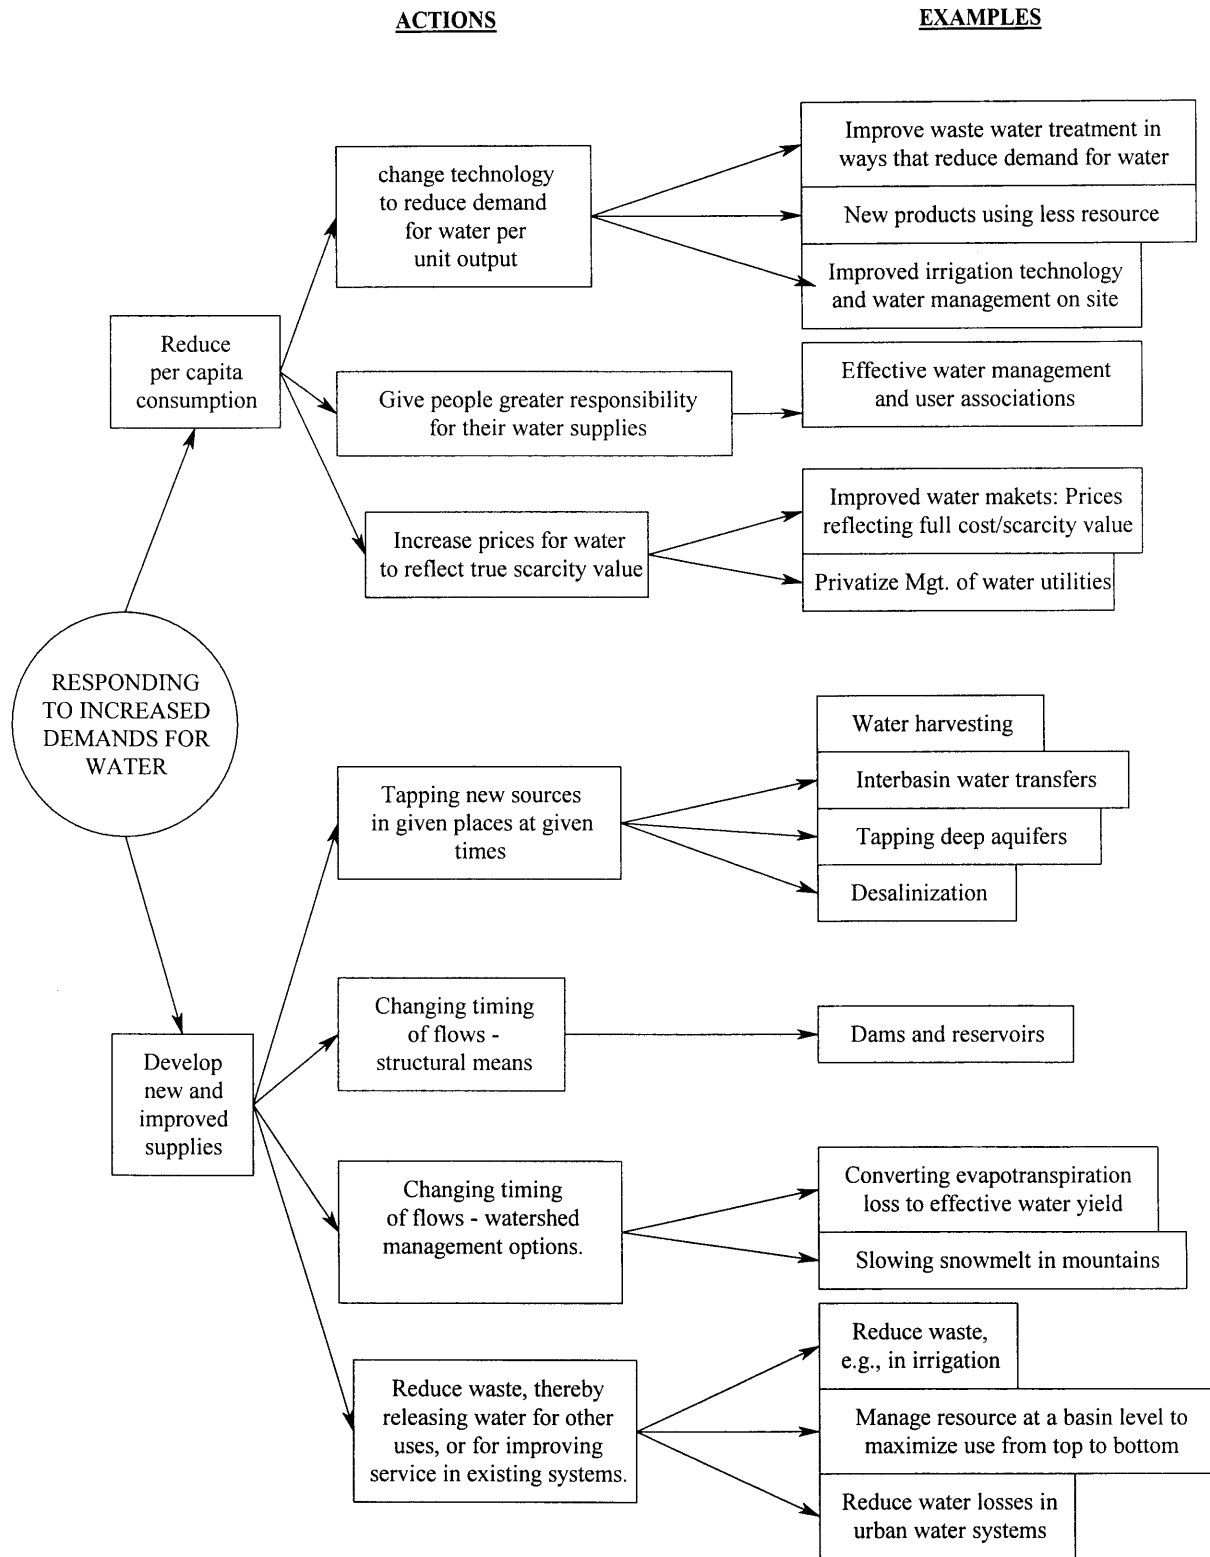 ACTIONS
EXAMPLES
change technology
to reduce demand
for water per
unit output
Improve waste water treatment in
ways that reduce demand for water
New products using less resource
Improved irrigation technology
and water management on site
Reduce
per capita
consumption
Give people greater responsibility
for their water supplies
Effective water management
and user associations
Increase prices for water
to reflect true scarcity value
Improved water makets: Prices
reflecting full cost/scarcity value
Privatize Mgt. of water utilities
RESPONDING
TO INCREASED
DEMANDS FOR
WATER
Tapping new sources
in given places at given
times
Water harvesting
Interbasin water transfers
Tapping deep aquifers
Desalinization
Develop
new and
improved
supplies
Changing timing
of flows -
structural means
Dams and reservoirs
Changing timing
of flows - watershed
management options.
Converting evapotranspiration
loss to effective water yield
Slowing snowmelt in mountains
Reduce waste, thereby
releasing water for other
uses, or for improving
service in existing systems.
Reduce waste,
e.g., in irrigation
Manage resource at a basin level to
maximize use from top to bottom
Reduce water losses in
urban water systems